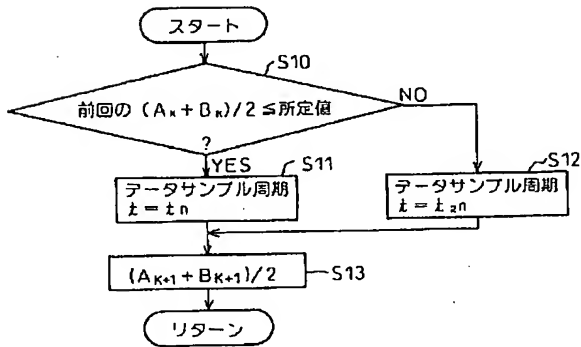 スタート
S10
前回の (Aₖ+Bₖ)/2≦所定値
?
NO
YES
S11
データサンプル周期
t=tn
S12
データサンプル周期
t=t₂n
(Aₖ₊₁+Bₖ₊₁)/2
S13
リターン